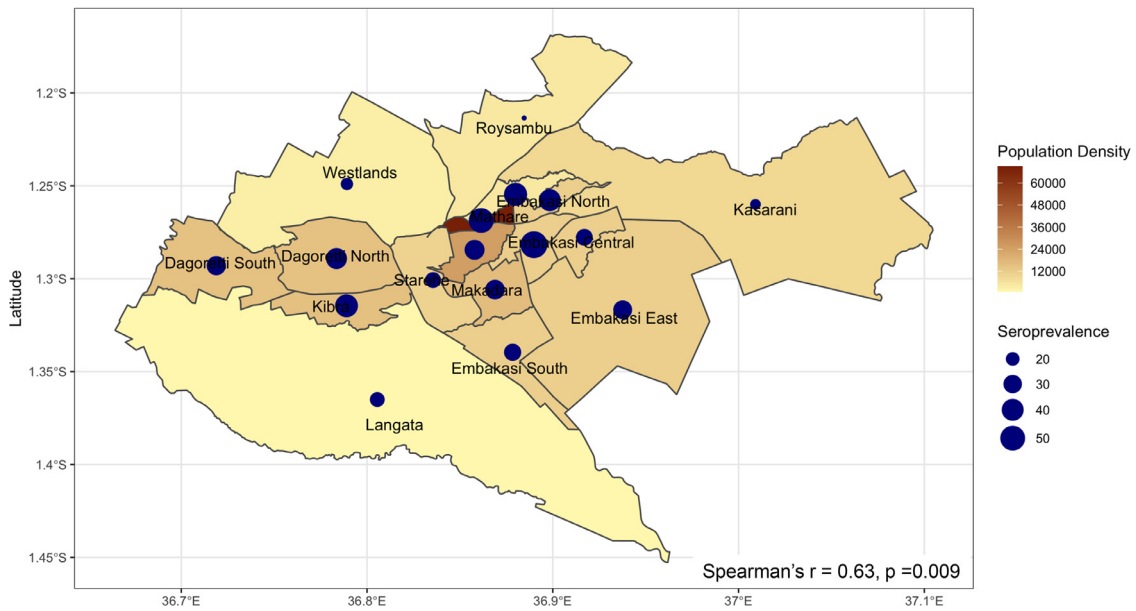 Latitude
1.2°S
1.25°S
1.3°S
1.35°S
1.4°S
1.45°S
36.7°E
36.8°E
36.9°E
37°E
37.1°E
Roysambu
Westlands
Embakasi North
Kasarani
Mathare
Embakasi Central
Dagoretti South
Dagoretti North
Starehe
Makadara
Kibra
Embakasi East
Embakasi South
Langata
Spearman's r = 0.63, p =0.009
Population Density
60000
48000
36000
24000
12000
Seroprevalence
20
30
40
50